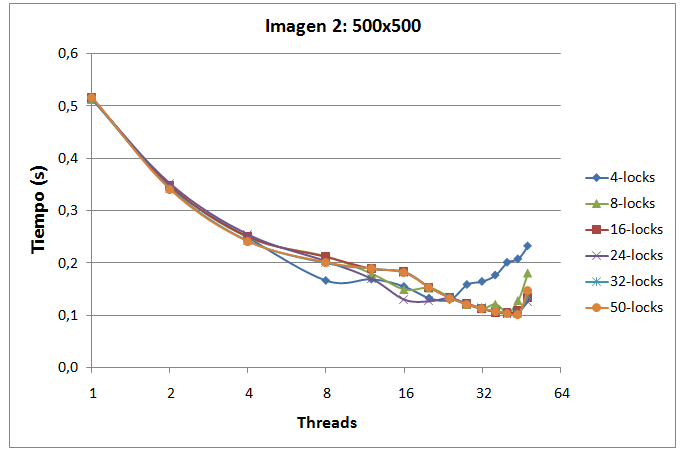 Imagen 2: 500x500
0,6
0,5
0,4
0,3
0,2
0,1
0,0
Tiempo (s)
1 2 4 8 16 32 64
Threads
4-locks
8-locks
16-locks
24-locks
32-locks
50-locks